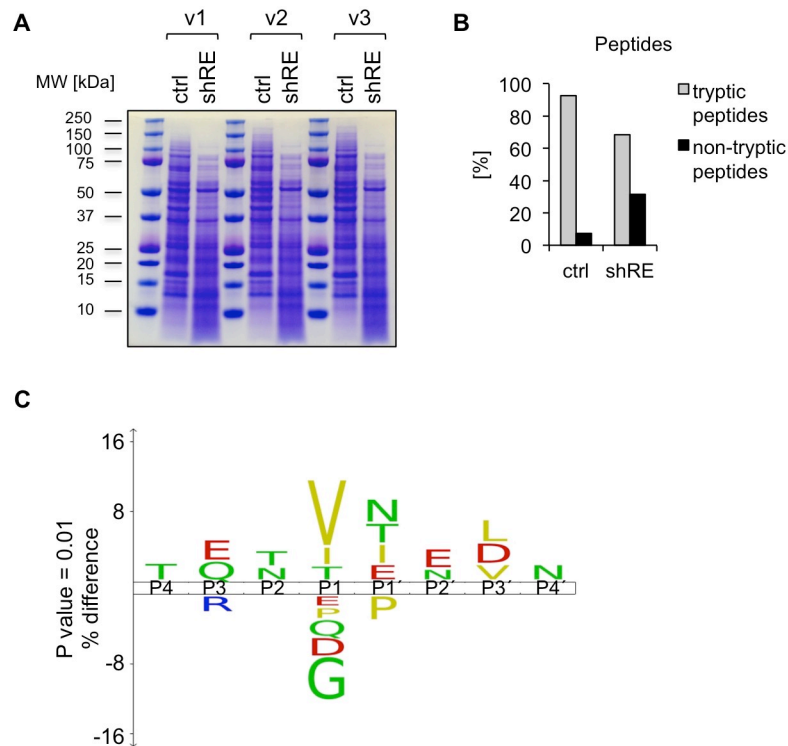 A
v1 v2 v3
MW [kDa]
ctrl shRE ctrl shRE ctrl shRE
250
150
100
75
50
37
25
20
15
10
B
Peptides
[%]
100
80
60
40
20
0
ctrl shRE
tryptic
peptides
non-tryptic
peptides
C
P value = 0.01
% difference
16
8
-8
-16
V N
T L
E T I I E D
T Q N T E N V N
P4 P3 P2 P1 P1´ P2´ P3´ P4´
R E P
P
Q
D
G